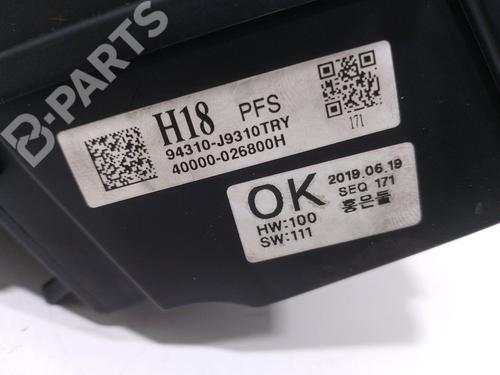 B-PARTS
H18 PFS
94310-J9310TRY
40000-026800H
171
OK
2019.06.19
SEQ 171
홍은돌
HW:100
SW:111